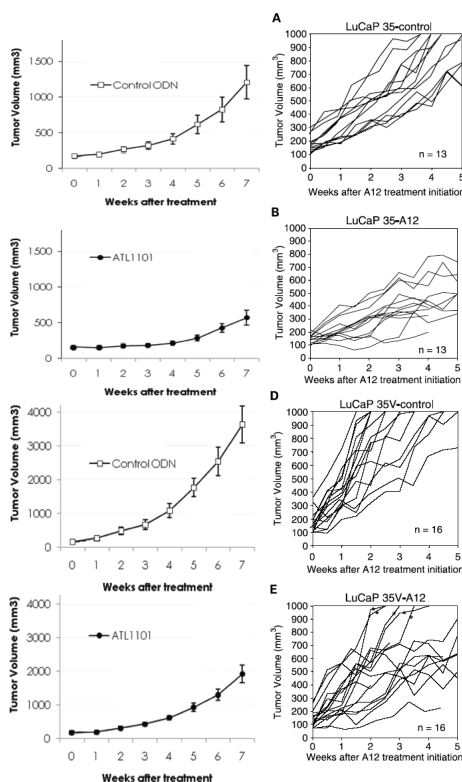 Tumor Volume (mm3)
1.500
1000
500
0
Control ODN
0 1 2 3 4 5 6 7
Weeks after treatment
A
LuCaP 35-control
Tumor Volume (mm³)
1000
900
800
700
600
500
400
300
200
100
0 1 2 3 4 5
n = 13
Weeks after A12 treatment initiation
Tumor Volume (mm3)
1.500
1000
500
0
ATL1101
0 1 2 3 4 5 6 7
Weeks after treatment
B
LuCaP 35-A12
Tumor Volume (mm³)
1000
900
800
700
600
500
400
300
200
100
0
0 1 2 3 4 5
n = 13
Weeks after A12 treatment initiation
Tumor Volume (mm3)
4000
3000
2000
1000
0
Control ODN
0 1 2 3 4 5 6 7
Weeks after treatment
D
LuCaP 35V-control
Tumor Volume (mm³)
1000
900
800
700
600
500
400
300
200
100
0
0 1 2 3 4 5
n = 16
Weeks after A12 treatment initiation
Tumor Volume (mm3)
4000
3000
2000
1000
0
ATL1101
0 1 2 3 4 5 6 7
Weeks after treatment
E
LuCaP 35V-A12
Tumor Volume (mm³)
1000
900
800
700
600
500
400
300
200
100
0
0 1 2 3 4 5
n = 16
Weeks after A12 treatment initiation